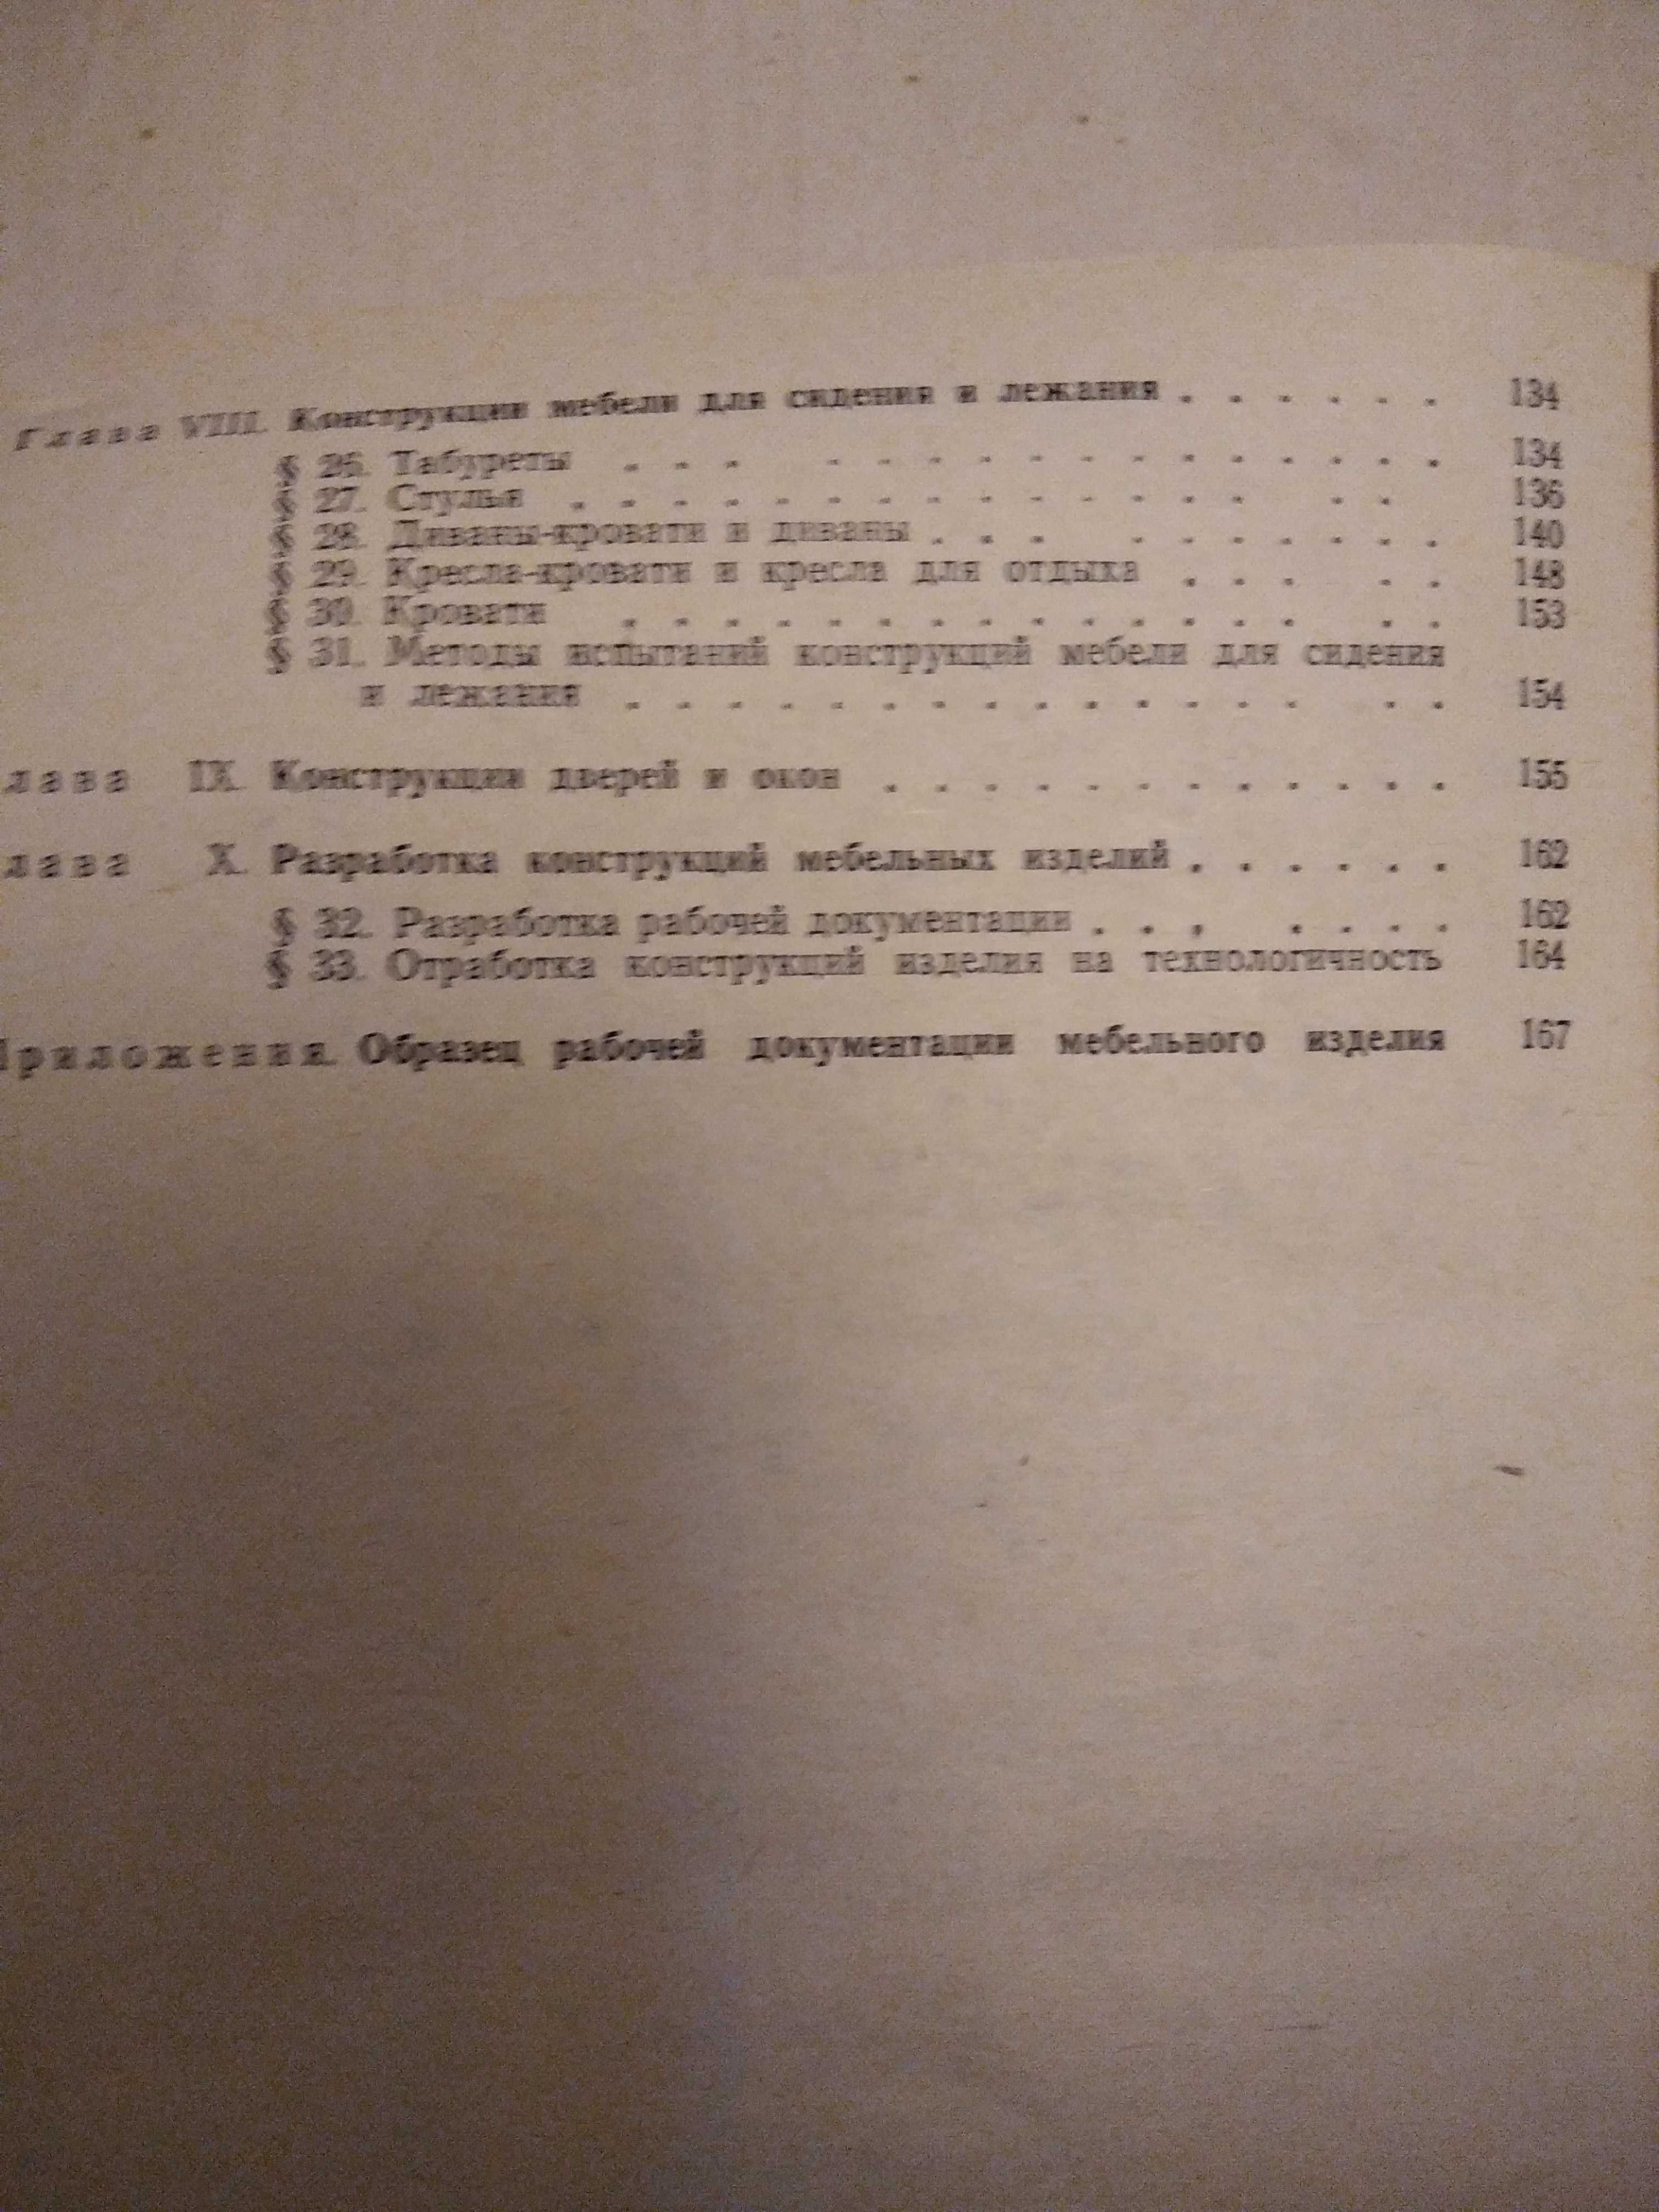 Глава VIII. Конструкции мебели для сидения и лежания . . . . . . 134
§ 26. Табуреты . . . . . . . . . . . . . . . . 134
§ 27. Стулья . . . . . . . . . . . . . . . . 136
§ 28. Диваны-кровати и диваны . . . . . . . . . . 140
§ 29. Кресла-кровати и кресла для отдыха . . . . . 148
§ 30. Кровати . . . . . . . . . . . . . . . . 153
§ 31. Методы испытаний конструкций мебели для сидения
и лежания . . . . . . . . . . . . . . . . 154
лава IX. Конструкции дверей и окон . . . . . . . . . . . . 155
лава X. Разработка конструкций мебельных изделий . . . . . . 162
§ 32. Разработка рабочей документации . . . . . . . 162
§ 33. Отработка конструкций изделия на технологичность 164
Приложения. Образец рабочей документации мебельного изделия 167